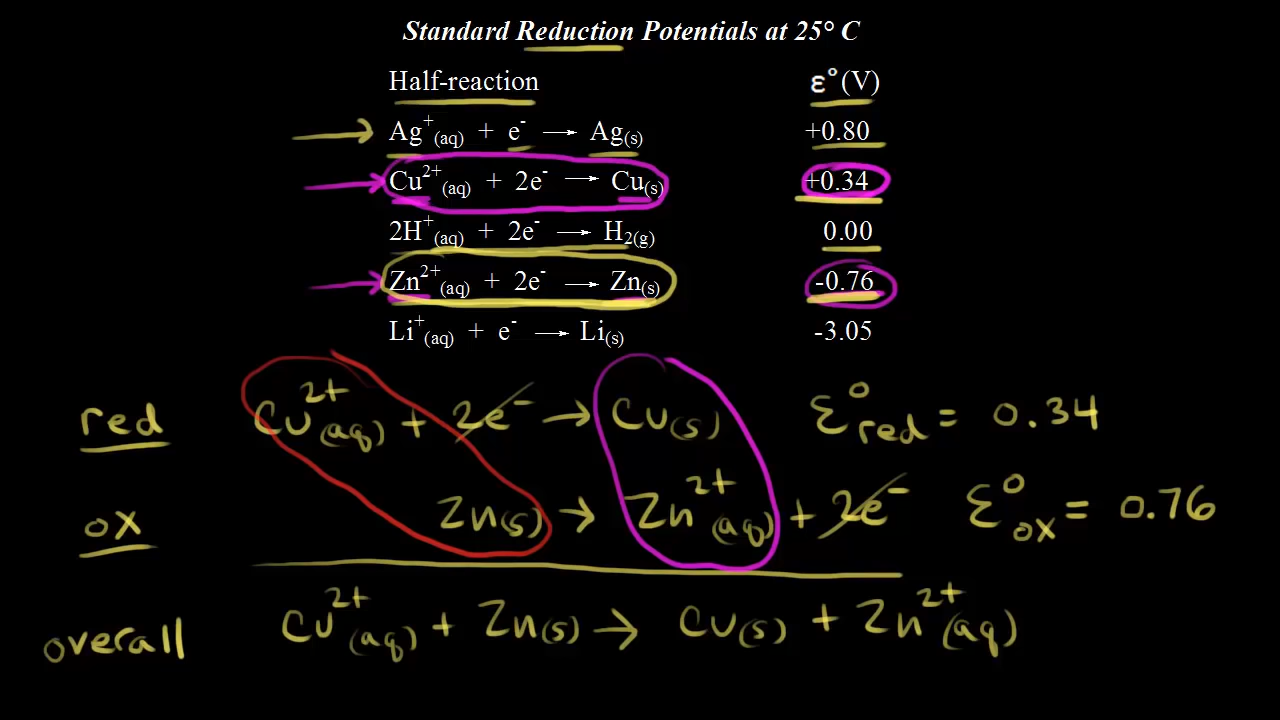 Standard Reduction Potentials at 25° C
Half-reaction ε°(V)
Ag⁺(aq) + e⁻ → Ag(s) +0.80
Cu²⁺(aq) + 2e⁻ → Cu(s) +0.34
2H⁺(aq) + 2e⁻ → H₂(g) 0.00
Zn²⁺(aq) + 2e⁻ → Zn(s) -0.76
Li⁺(aq) + e⁻ → Li(s) -3.05
red Cu²⁺(aq) + 2e⁻ → Cu(s) ε⁰red = 0.34
ox Zn(s) → Zn²⁺(aq) + 2e⁻ ε⁰ox = 0.76
overall Cu²⁺(aq) + Zn(s) → Cu(s) + Zn²⁺(aq)